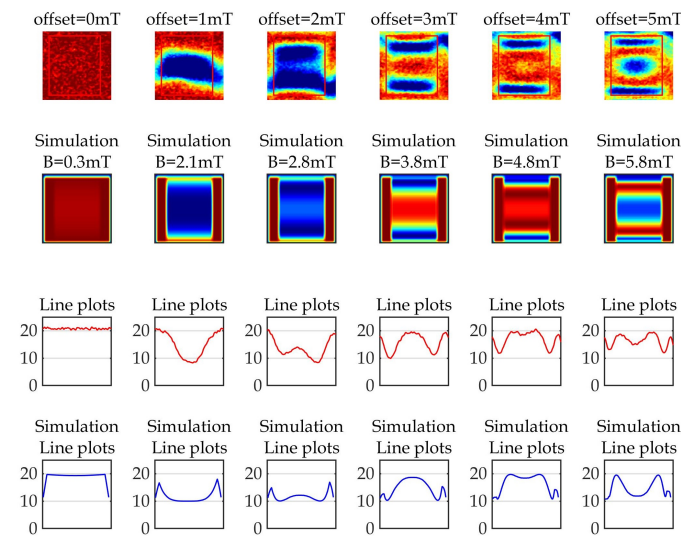 offset=0mT offset=1mT offset=2mT offset=3mT offset=4mT offset=5mT
Simulation Simulation Simulation Simulation Simulation Simulation
B=0.3mT B=2.1mT B=2.8mT B=3.8mT B=4.8mT B=5.8mT
Line plots Line plots Line plots Line plots Line plots Line plots
20 20 20 20 20 20
10 10 10 10 10 10
0 0 0 0 0 0
Simulation Simulation Simulation Simulation Simulation Simulation
Line plots Line plots Line plots Line plots Line plots Line plots
20 20 20 20 20 20
10 10 10 10 10 10
0 0 0 0 0 0